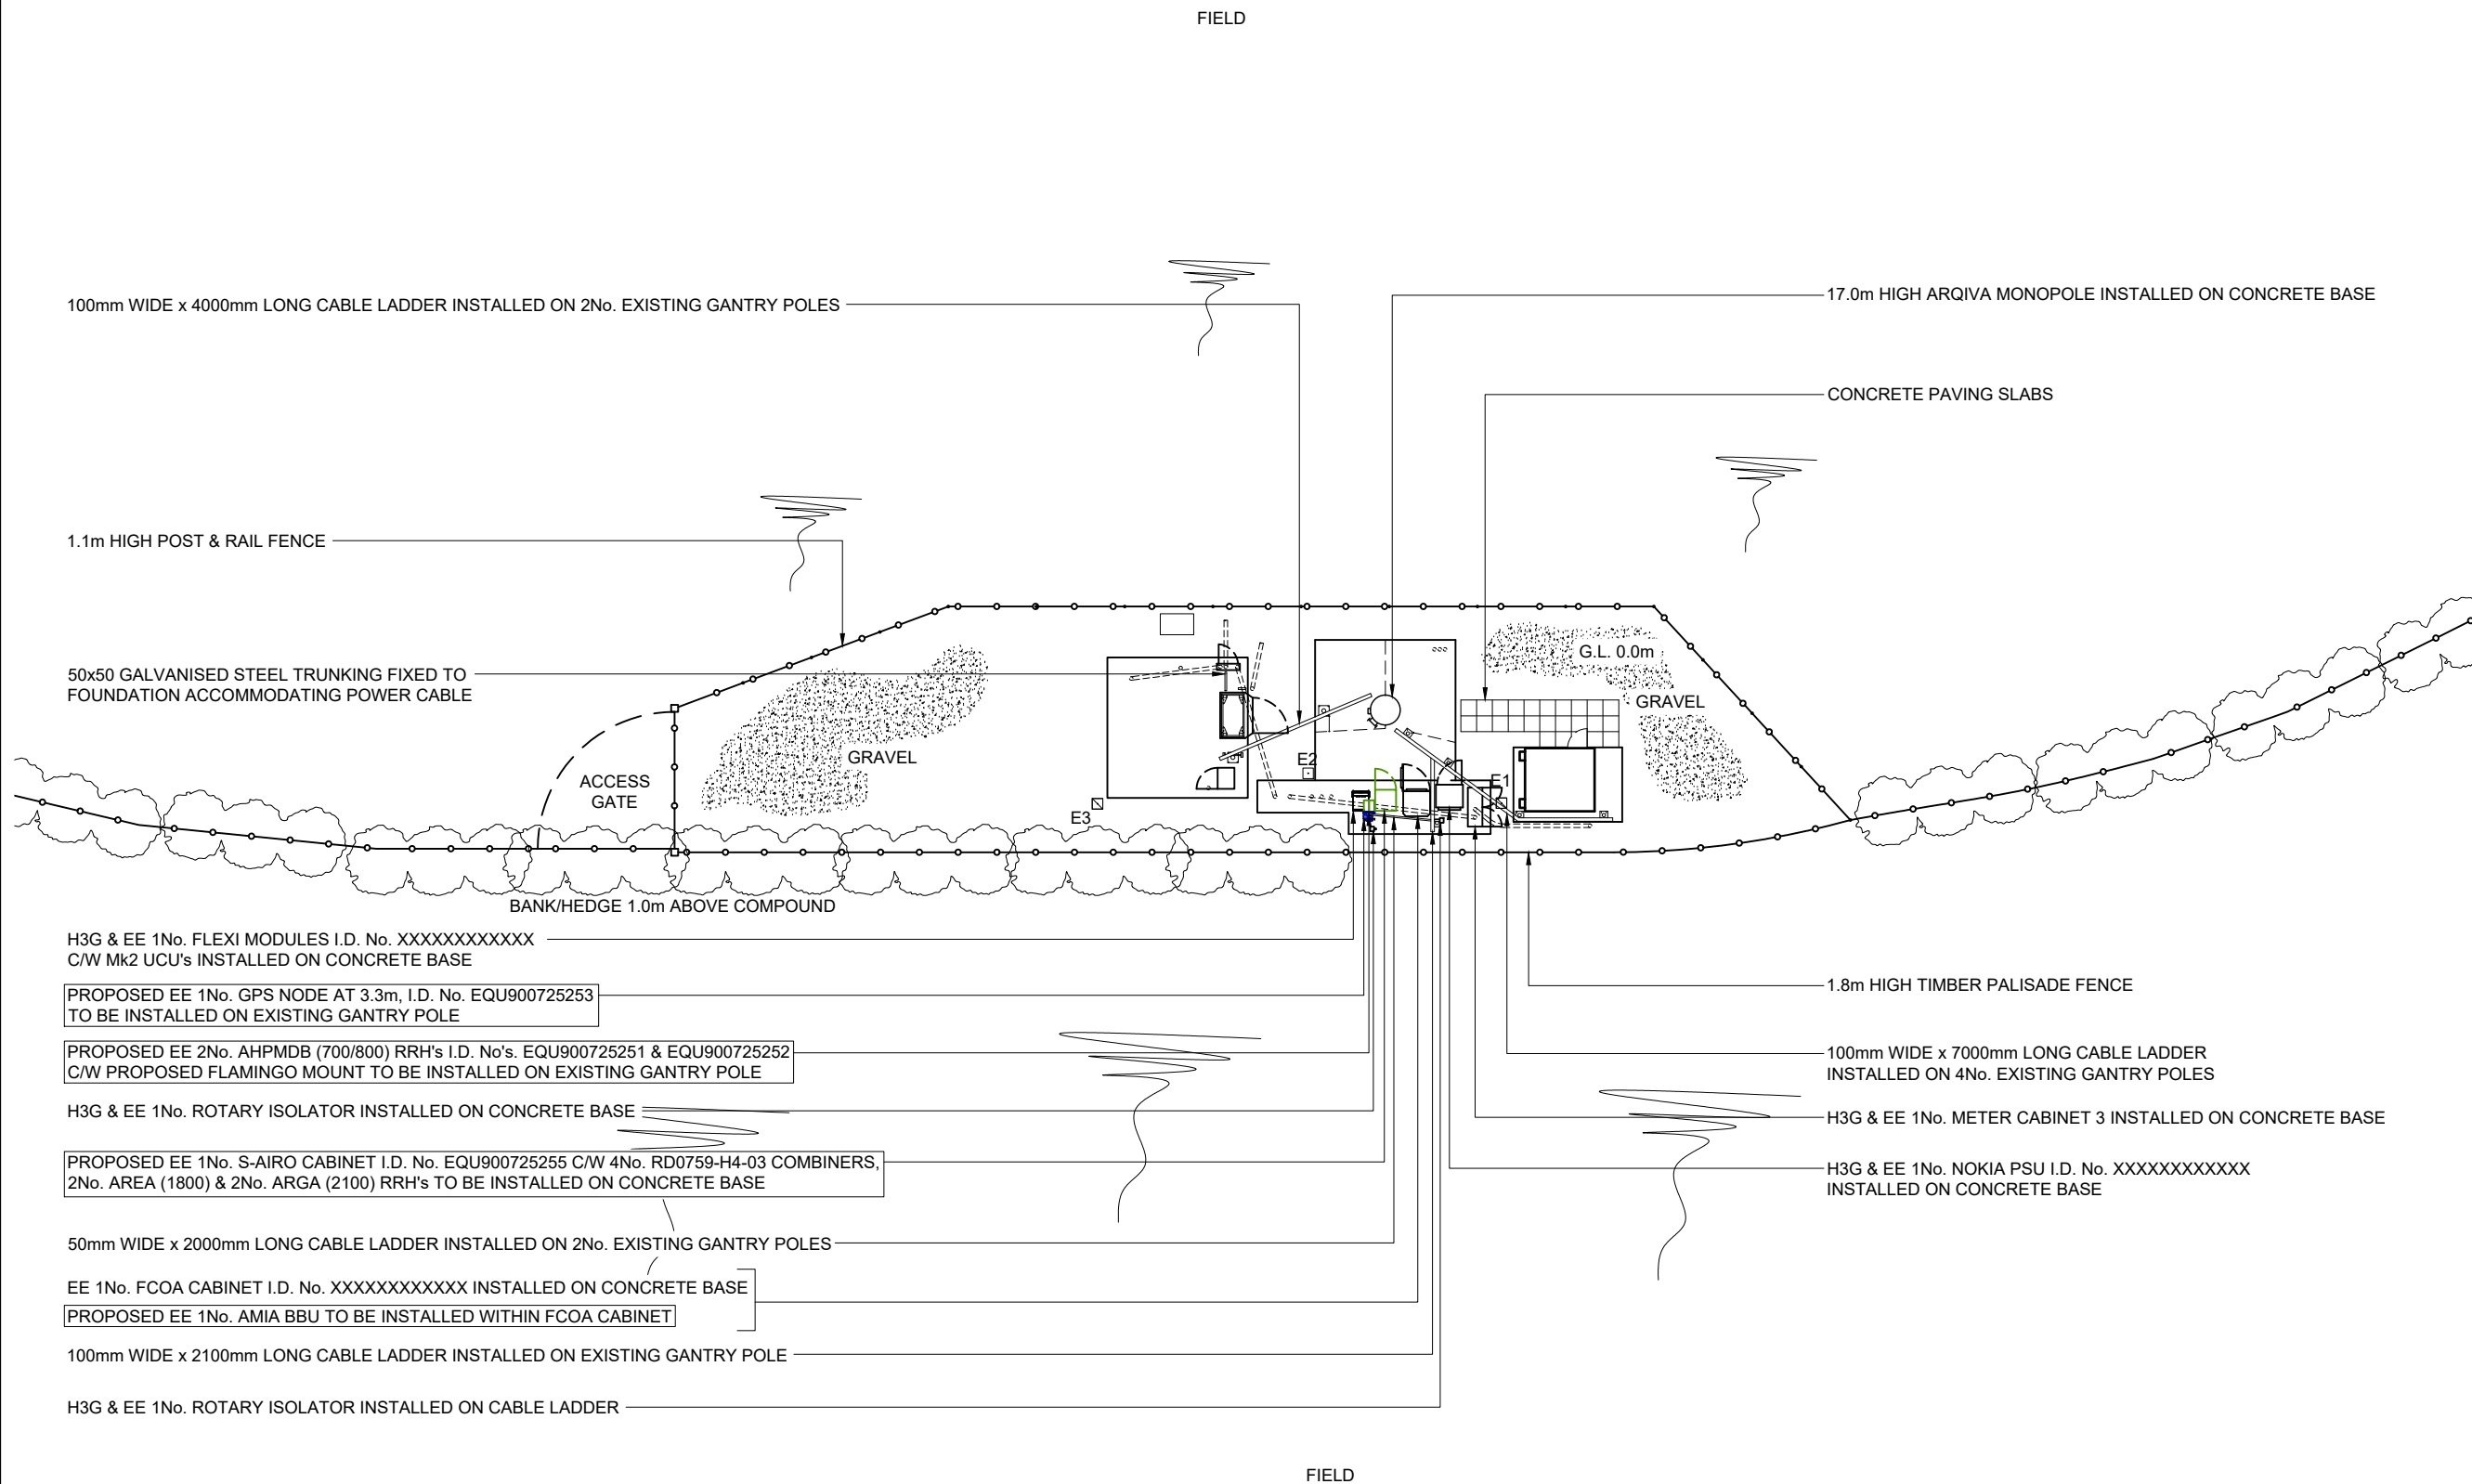 FIELD
100mm WIDE x 4000mm LONG CABLE LADDER INSTALLED ON 2No. EXISTING GANTRY POLES
17.0m HIGH ARQIVA MONOPOLE INSTALLED ON CONCRETE BASE
CONCRETE PAVING SLABS
1.1m HIGH POST & RAIL FENCE
50x50 GALVANISED STEEL TRUNKING FIXED TO
FOUNDATION ACCOMMODATING POWER CABLE
G.L. 0.0m
GRAVEL
GRAVEL
ACCESS
GATE
E2
E1
E3
BANK/HEDGE 1.0m ABOVE COMPOUND
H3G & EE 1No. FLEXI MODULES I.D. No. XXXXXXXXXXXX
C/W Mk2 UCU's INSTALLED ON CONCRETE BASE
PROPOSED EE 1No. GPS NODE AT 3.3m, I.D. No. EQU900725253
TO BE INSTALLED ON EXISTING GANTRY POLE
PROPOSED EE 2No. AHPMDB (700/800) RRH's I.D. No's. EQU900725251 & EQU900725252
C/W PROPOSED FLAMINGO MOUNT TO BE INSTALLED ON EXISTING GANTRY POLE
H3G & EE 1No. ROTARY ISOLATOR INSTALLED ON CONCRETE BASE
PROPOSED EE 1No. S-AIRO CABINET I.D. No. EQU900725255 C/W 4No. RD0759-H4-03 COMBINERS,
2No. AREA (1800) & 2No. ARGA (2100) RRH's TO BE INSTALLED ON CONCRETE BASE
50mm WIDE x 2000mm LONG CABLE LADDER INSTALLED ON 2No. EXISTING GANTRY POLES
EE 1No. FCOA CABINET I.D. No. XXXXXXXXXXXX INSTALLED ON CONCRETE BASE
PROPOSED EE 1No. AMIA BBU TO BE INSTALLED WITHIN FCOA CABINET
100mm WIDE x 2100mm LONG CABLE LADDER INSTALLED ON EXISTING GANTRY POLE
H3G & EE 1No. ROTARY ISOLATOR INSTALLED ON CABLE LADDER
1.8m HIGH TIMBER PALISADE FENCE
100mm WIDE x 7000mm LONG CABLE LADDER
INSTALLED ON 4No. EXISTING GANTRY POLES
H3G & EE 1No. METER CABINET 3 INSTALLED ON CONCRETE BASE
H3G & EE 1No. NOKIA PSU I.D. No. XXXXXXXXXXXX
INSTALLED ON CONCRETE BASE
FIELD